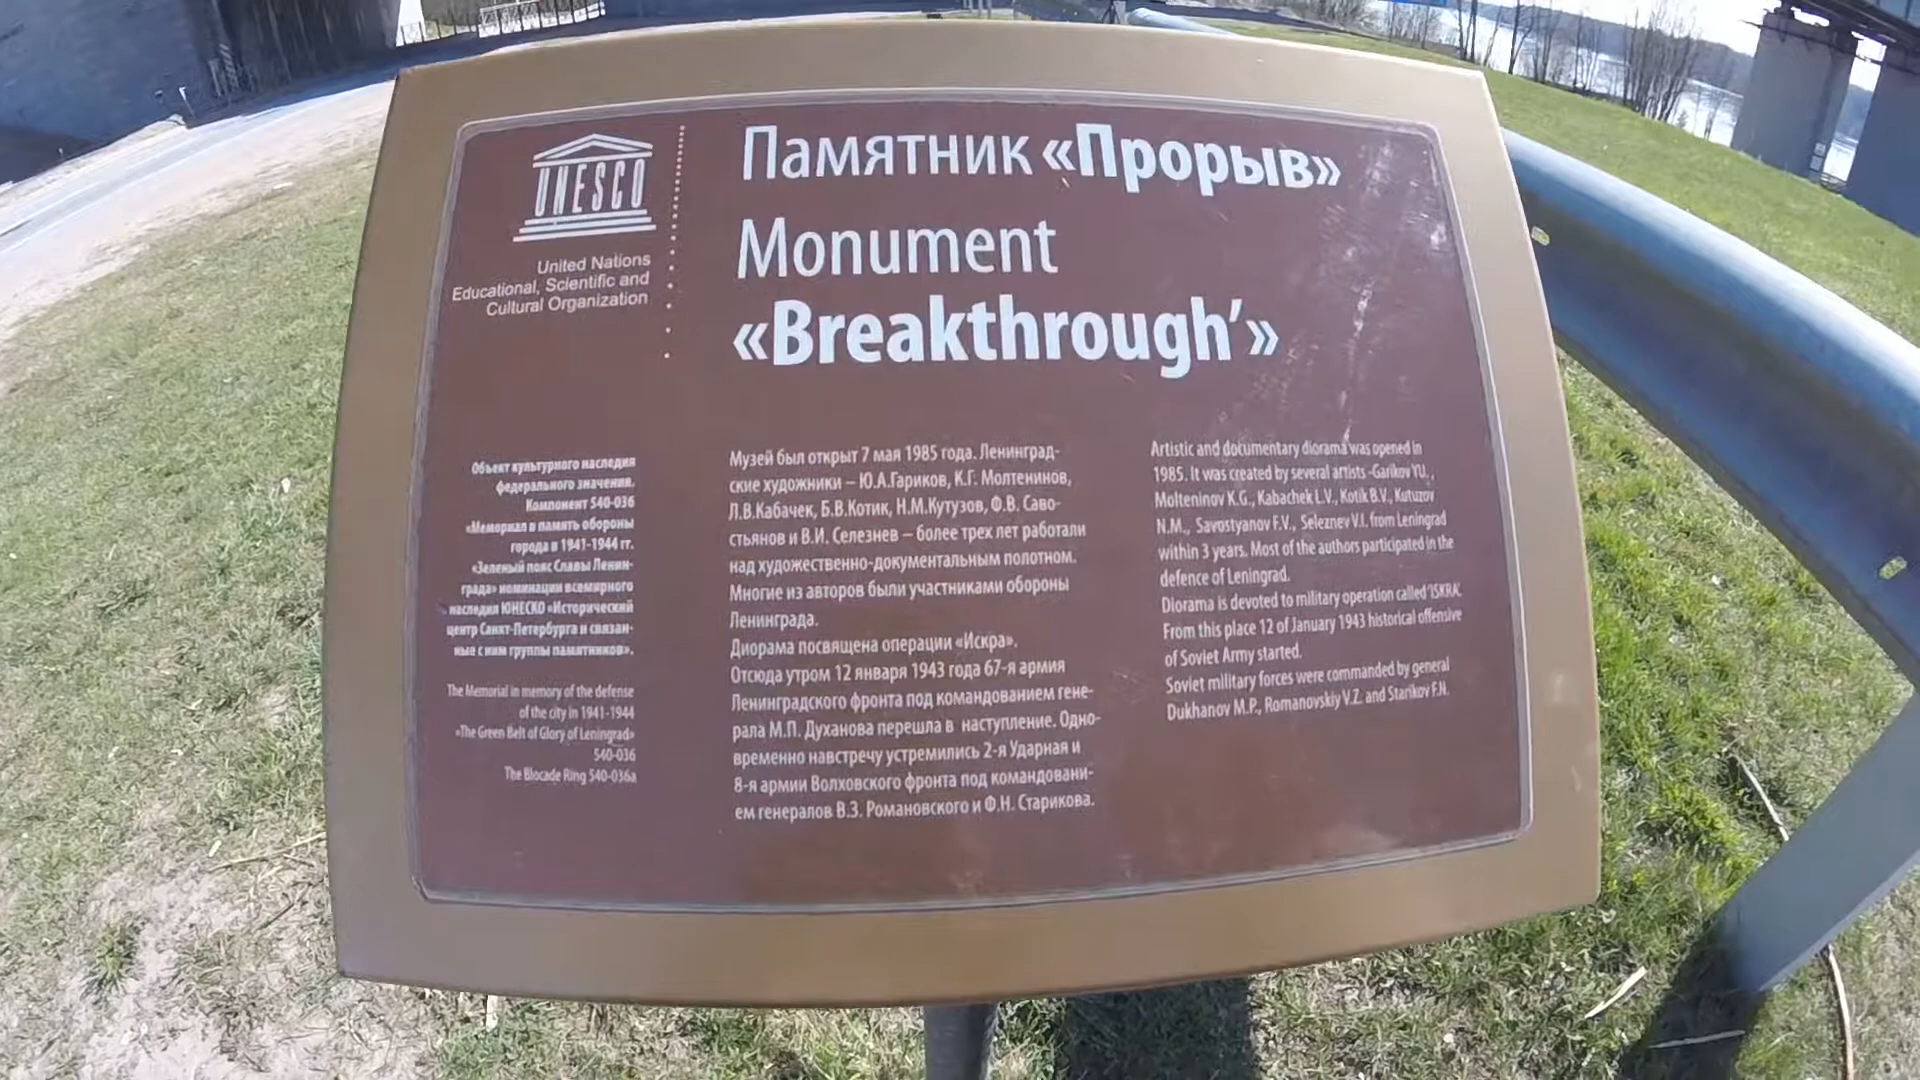 UNESCO
United Nations
Educational, Scientific and
Cultural Organization
Памятник «Прорыв»
Monument
«Breakthrough’»
Объект культурного наследия
федерального значения.
Компонент 540-036
«Мемориал в память обороны
города в 1941-1944 гг.
«Зеленый пояс Славы Ленин-
града» номинации всемирного
наследия ЮНЕСКО «Исторический
центр Санкт-Петербурга и связан-
ные с ним группы памятников».
The Memorial in memory of the defense
of the city in 1941-1944
«The Green Belt of Glory of Leningrad»
540-036
The Blocade Ring 540-036a
Музей был открыт 7 мая 1985 года. Ленинград-
ские художники – Ю.А.Гариков, К.Г. Молтенинов,
Л.В.Кабачек, Б.В.Котик, Н.М.Кутузов, Ф.В. Саво-
стьянов и В.И. Селезнев – более трех лет работали
над художественно-документальным полотном.
Многие из авторов были участниками обороны
Ленинграда.
Диорама посвящена операции «Искра».
Отсюда утром 12 января 1943 года 67-я армия
Ленинградского фронта под командованием гене-
рала М.П. Духанова перешла в наступление. Одно-
временно навстречу устремились 2-я Ударная и
8-я армии Волховского фронта под командовани-
ем генералов В.З. Романовского и Ф.Н. Старикова.
Artistic and documentary diorama was opened in
1985. It was created by several artists -Garikov YU.,
Molteninov K.G., Kabachek L.V., Kotik B.V., Kutuzov
N.M., Savostyanov F.V., Seleznev V.I. from Leningrad
within 3 years. Most of the authors participated in the
defence of Leningrad.
Diorama is devoted to military operation called 'ISKRA'.
From this place 12 of January 1943 historical offensive
of Soviet Army started.
Soviet military forces were commanded by general
Dukhanov M.P., Romanovskiy V.Z. and Starikov F.N.